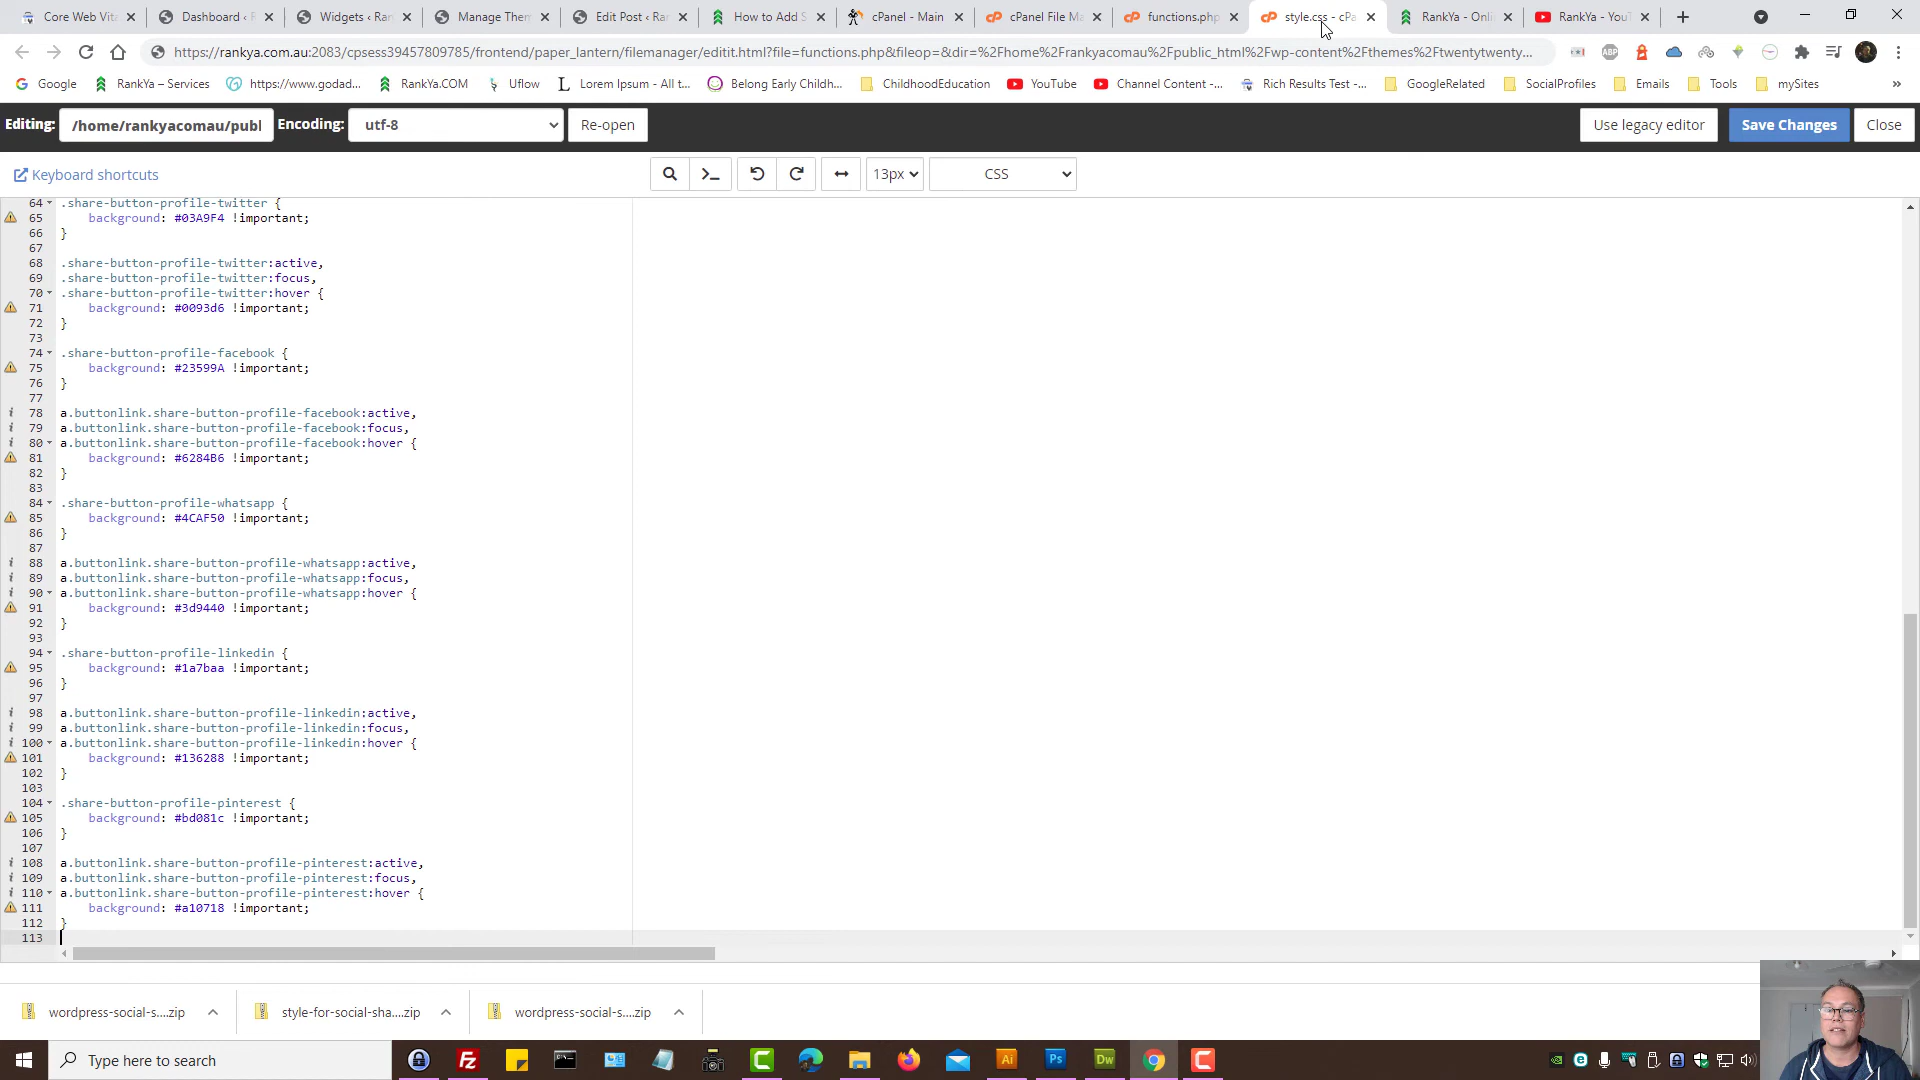 Core Web Vit
Dashboard ‹ R
Widgets ‹ Ran
Manage Them
Edit Post ‹ Ra
How to Add S
cPanel - Main
cPanel File Ma
functions.php
style.css - cPa
RankYa - Onli
RankYa - YouT
https://rankya.com.au:2083/cpsess39457809785/frontend/paper_lantern/filemanager/editit.html?file=functions.php&fileop=&dir=%2Fhome%2Frankyacomau%2Fpublic_html%2Fwp-content%2Fthemes%2Ftwentytwenty...
Google
RankYa – Services
https://www.godad...
RankYa.COM
Uflow
Lorem Ipsum - All t...
Belong Early Childh...
ChildhoodEducation
YouTube
Channel Content -...
Rich Results Test -...
GoogleRelated
SocialProfiles
Emails
Tools
mySites
»
Editing:
/home/rankyacomau/publ
Encoding:
utf-8
Re-open
Use legacy editor
Save Changes
Close
Keyboard shortcuts
13px
CSS
64 .share-button-profile-twitter {
65 background: #03A9F4 !important;
66 }
67
68 .share-button-profile-twitter:active,
69 .share-button-profile-twitter:focus,
70 .share-button-profile-twitter:hover {
71 background: #0093d6 !important;
72 }
73
74 .share-button-profile-facebook {
75 background: #23599A !important;
76 }
77
78 a.buttonlink.share-button-profile-facebook:active,
79 a.buttonlink.share-button-profile-facebook:focus,
80 a.buttonlink.share-button-profile-facebook:hover {
81 background: #6284B6 !important;
82 }
83
84 .share-button-profile-whatsapp {
85 background: #4CAF50 !important;
86 }
87
88 a.buttonlink.share-button-profile-whatsapp:active,
89 a.buttonlink.share-button-profile-whatsapp:focus,
90 a.buttonlink.share-button-profile-whatsapp:hover {
91 background: #3d9440 !important;
92 }
93
94 .share-button-profile-linkedin {
95 background: #1a7baa !important;
96 }
97
98 a.buttonlink.share-button-profile-linkedin:active,
99 a.buttonlink.share-button-profile-linkedin:focus,
100 a.buttonlink.share-button-profile-linkedin:hover {
101 background: #136288 !important;
102 }
103
104 .share-button-profile-pinterest {
105 background: #bd081c !important;
106 }
107
108 a.buttonlink.share-button-profile-pinterest:active,
109 a.buttonlink.share-button-profile-pinterest:focus,
110 a.buttonlink.share-button-profile-pinterest:hover {
111 background: #a10718 !important;
112 }
113
wordpress-social-s....zip
style-for-social-sha....zip
wordpress-social-s....zip
Type here to search
Fz
Ai
Ps
Dw